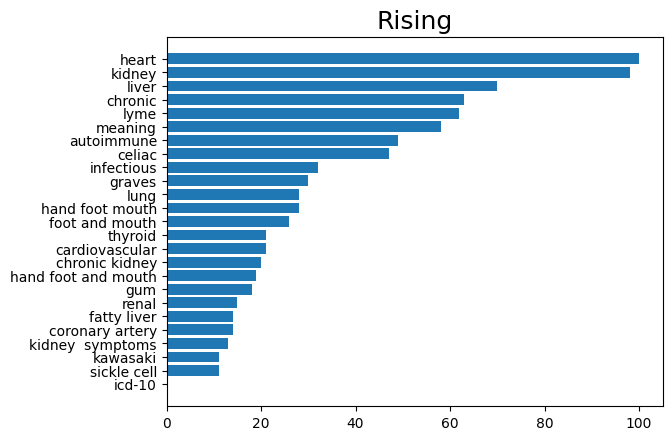 Rising
heart
kidney
liver
chronic
lyme
meaning
autoimmune
celiac
infectious
graves
lung
hand foot mouth
foot and mouth
thyroid
cardiovascular
chronic kidney
hand foot and mouth
gum
renal
fatty liver
coronary artery
kidney  symptoms
kawasaki
sickle cell
icd-10
0 20 40 60 80 100